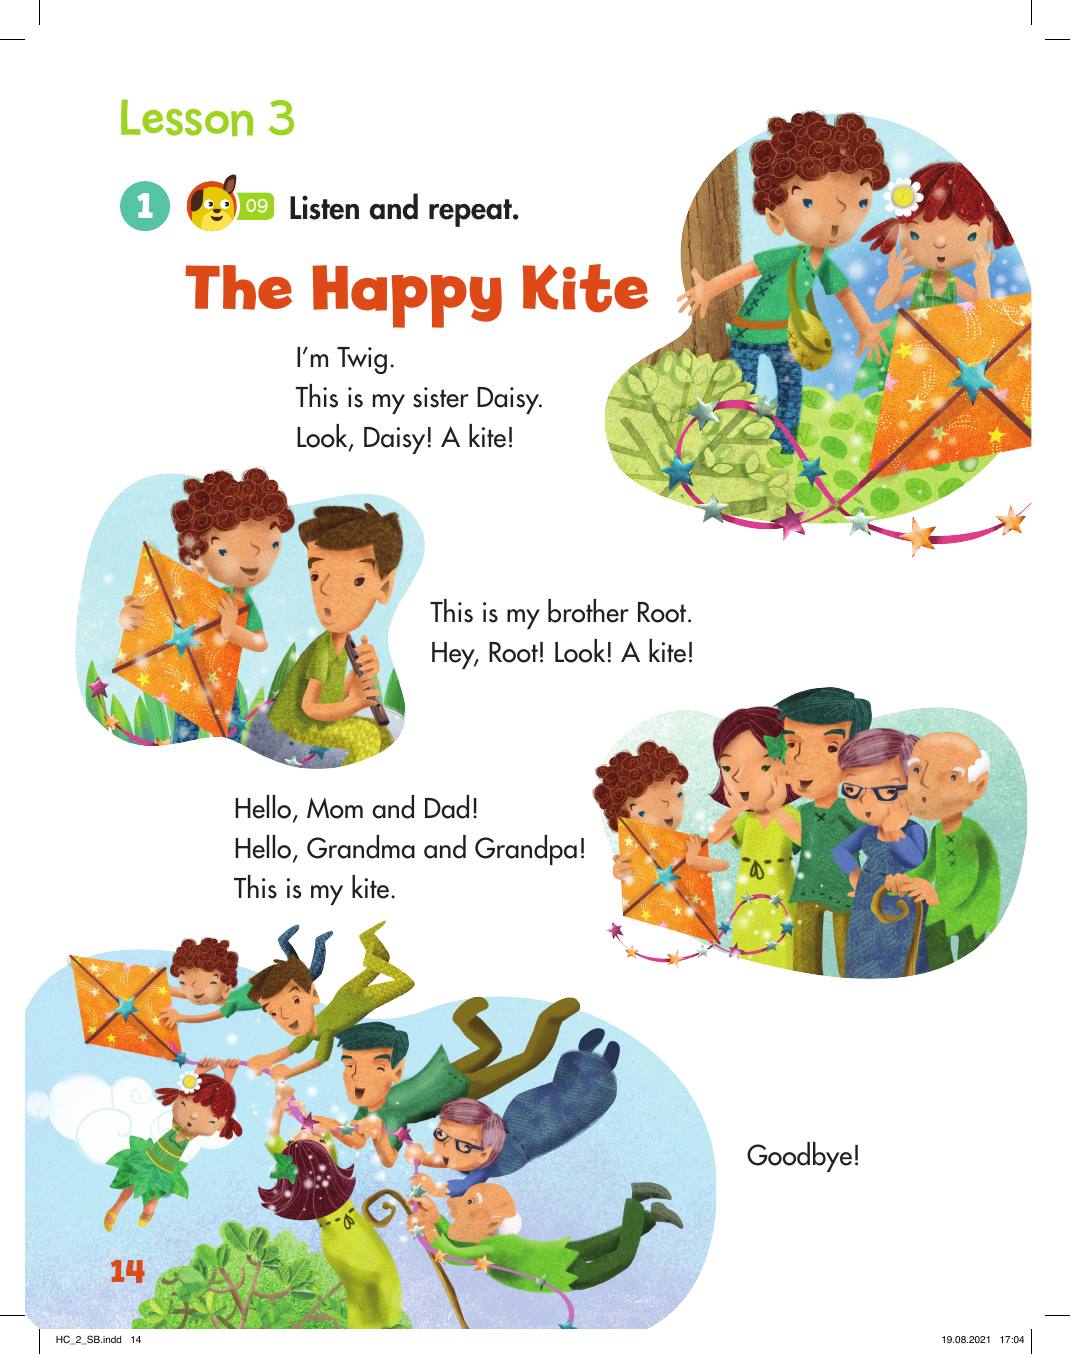 Lesson 3
1 09 Listen and repeat.
The Happy Kite
I'm Twig.
This is my sister Daisy.
Look, Daisy! A kite!
This is my brother Root.
Hey, Root! Look! A kite!
Hello, Mom and Dad!
Hello, Grandma and Grandpa!
This is my kite.
Goodbye!
14
HC_2_SB.indd 14
19.08.2021 17:04